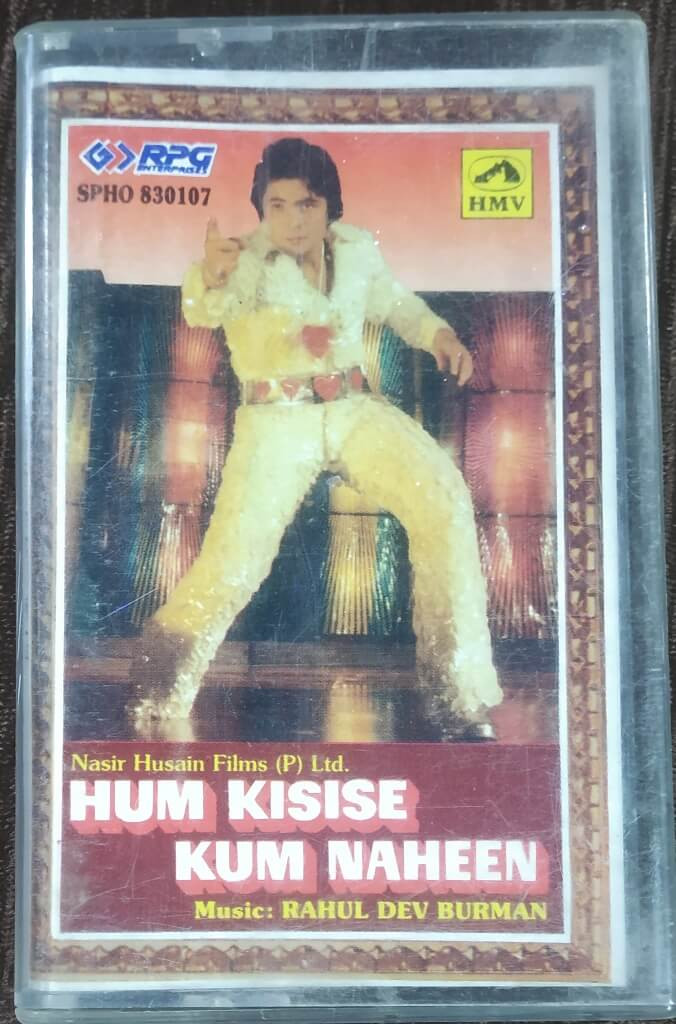 RPG
ENTERPRISES
SPHO 830107
HMV
Nasir Husain Films (P) Ltd.
HUM KISISE
KUM NAHEEN
Music: RAHUL DEV BURMAN